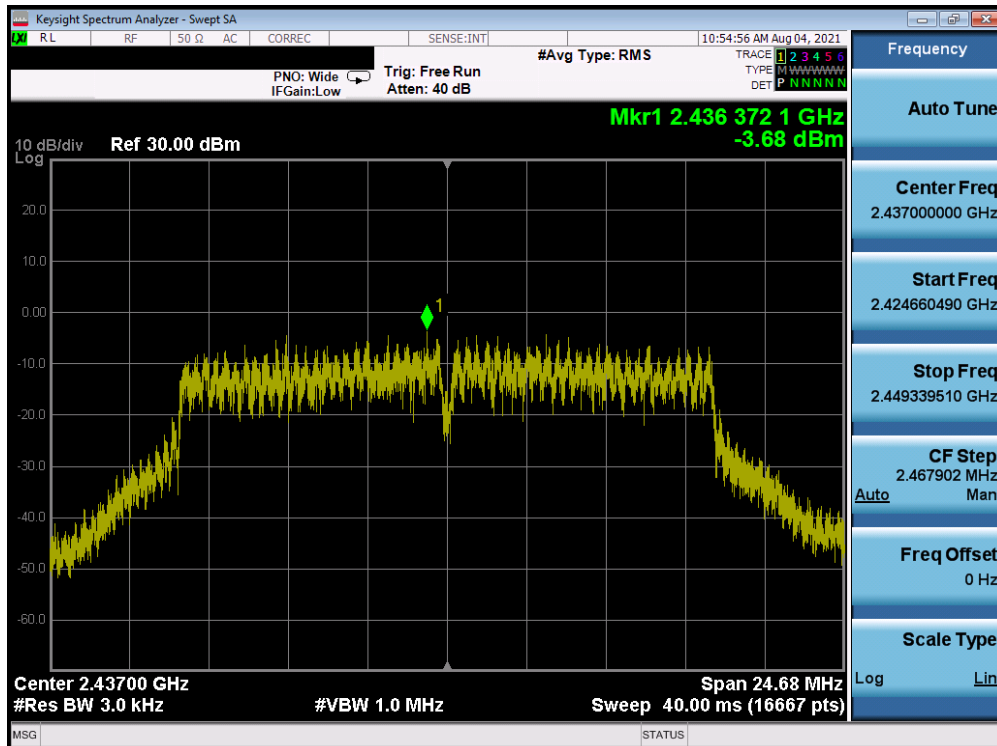 Keysight Spectrum Analyzer - Swept SA
LXI RL RF 50 Ω AC CORREC SENSE:INT 10:54:56 AM Aug 04, 2021
PNO: Wide
IFGain:Low
Trig: Free Run
Atten: 40 dB
#Avg Type: RMS
TRACE 1 2 3 4 5 6
TYPE M WWWWW
DET P N N N N N
Mkr1 2.436 372 1 GHz
-3.68 dBm
10 dB/div Ref 30.00 dBm
Log
20.0
10.0
1
0.00
-10.0
-20.0
-30.0
-40.0
-50.0
-60.0
Center 2.43700 GHz Span 24.68 MHz
#Res BW 3.0 kHz #VBW 1.0 MHz Sweep 40.00 ms (16667 pts)
MSG STATUS
Frequency
Auto Tune
Center Freq
2.437000000 GHz
Start Freq
2.424660490 GHz
Stop Freq
2.449339510 GHz
CF Step
2.467902 MHz
Auto Man
Freq Offset
0 Hz
Scale Type
Log Lin